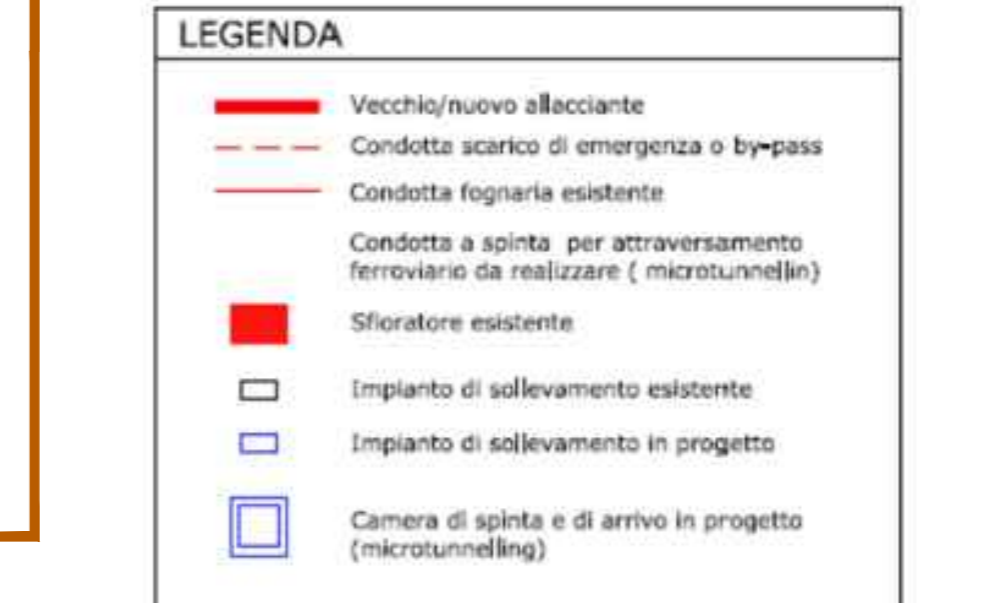 LEGENDA
Vecchio/nuovo allacciante
Condotta scarico di emergenza o by-pass
Condotta fognaria esistente
Condotta a spinta per attraversamento
ferroviario da realizzare ( microtunnellin)
Sfioratore esistente
Impianto di sollevamento esistente
Impianto di sollevamento in progetto
Camera di spinta e di arrivo in progetto
(microtunnelling)